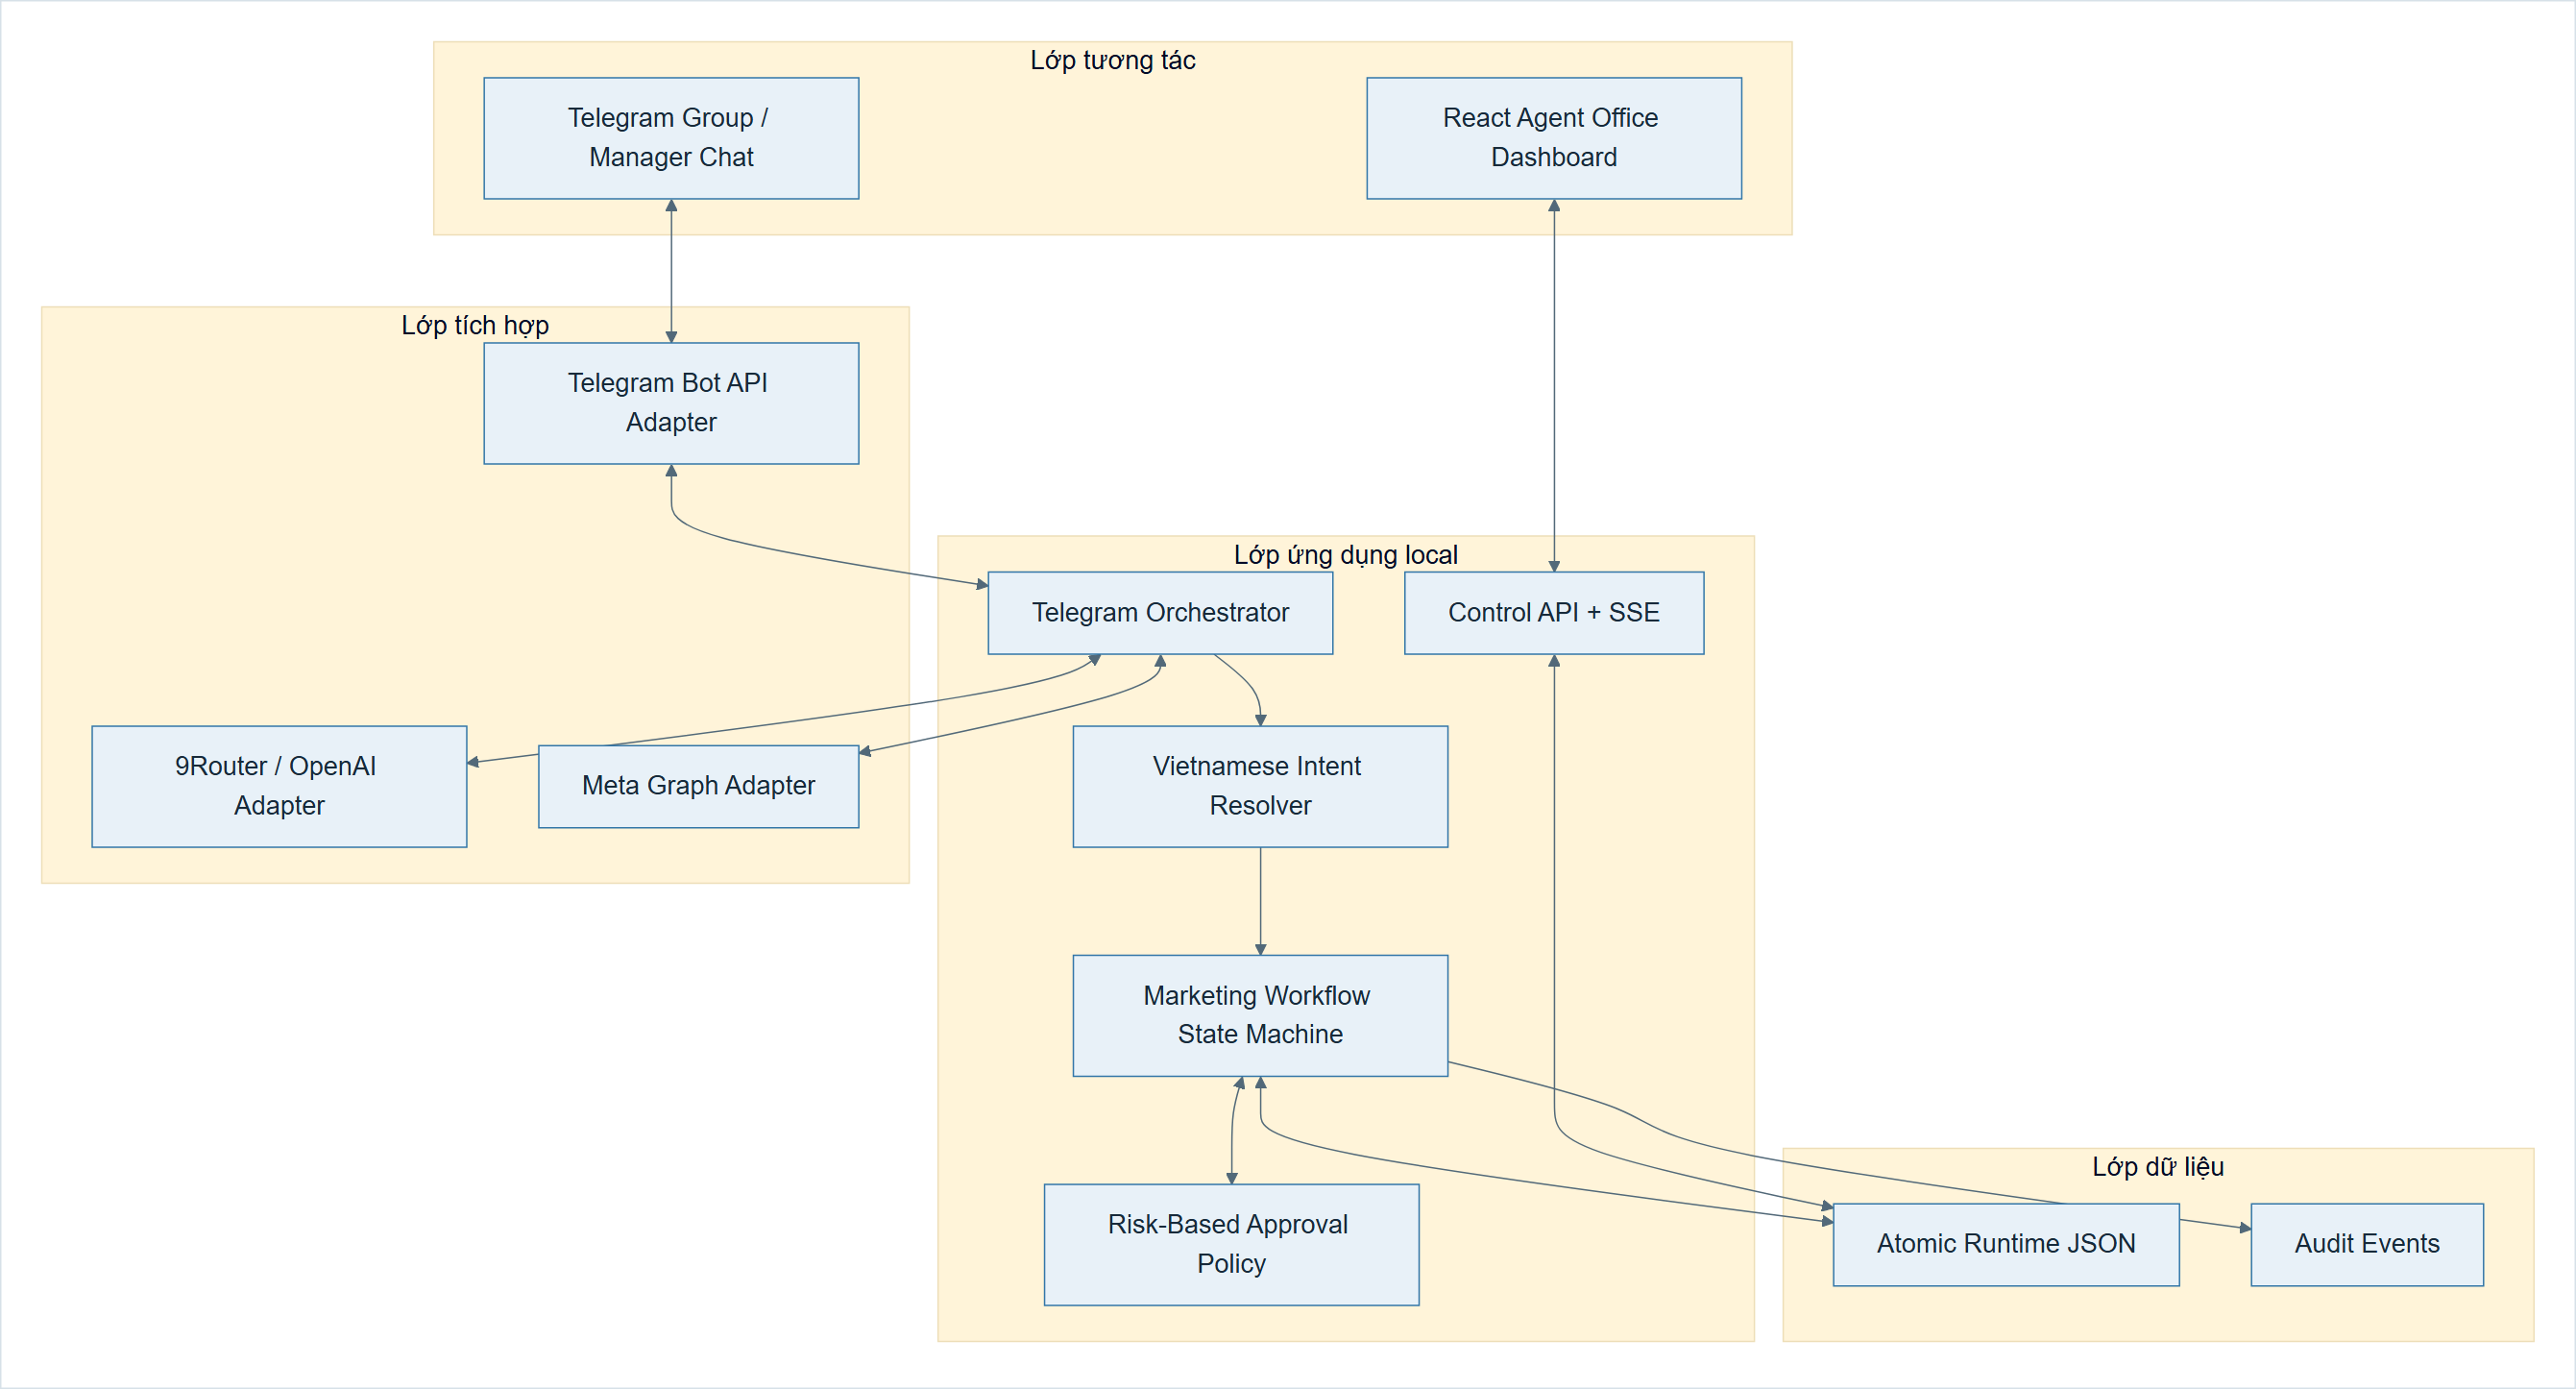 Lớp tương tác
Telegram Group /
Manager Chat
React Agent Office
Dashboard
Lớp tích hợp
Telegram Bot API
Adapter
Lớp ứng dụng local
Telegram Orchestrator
Control API + SSE
9Router / OpenAI
Adapter
Meta Graph Adapter
Vietnamese Intent
Resolver
Marketing Workflow
State Machine
Risk-Based Approval
Policy
Lớp dữ liệu
Atomic Runtime JSON
Audit Events